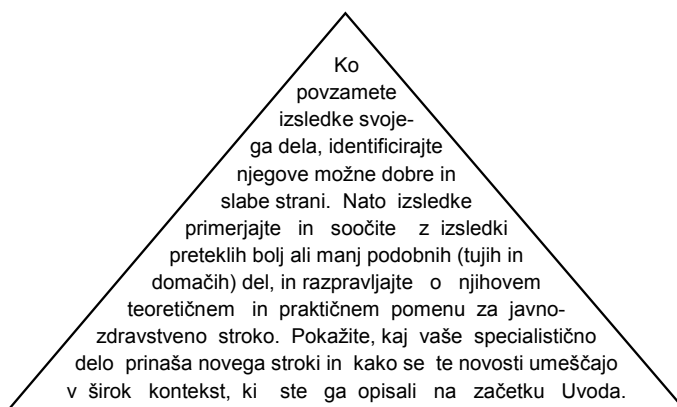 Ko
povzamete
izsledke svoje-
ga dela, identificirajte
njegove možne dobre in
slabe strani. Nato izsledke
primerjajte in soočite z izsledki
preteklih bolj ali manj podobnih (tujih in
domačih) del, in razpravljajte o njihovem
teoretičnem in praktičnem pomenu za javno-
zdravstveno stroko. Pokažite, kaj vaše specialistično
delo prinaša novega stroki in kako se te novosti umeščajo
v širok kontekst, ki ste ga opisali na začetku Uvoda.